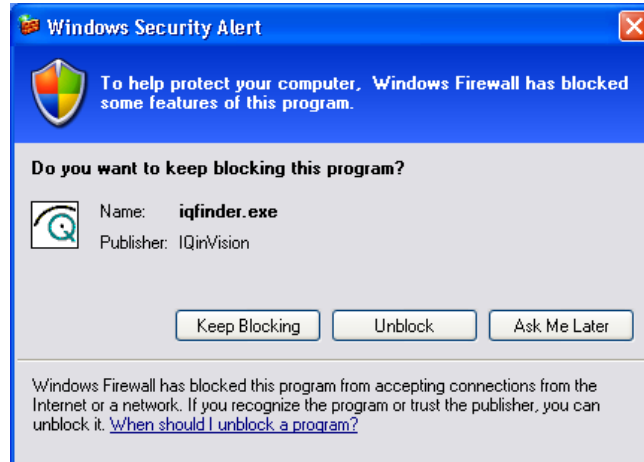 Windows Security Alert
To help protect your computer, Windows Firewall has blocked
some features of this program.
Do you want to keep blocking this program?
Name: iqfinder.exe
Publisher: IQinVision
Keep Blocking Unblock Ask Me Later
Windows Firewall has blocked this program from accepting connections from the
Internet or a network. If you recognize the program or trust the publisher, you can
unblock it. When should I unblock a program?